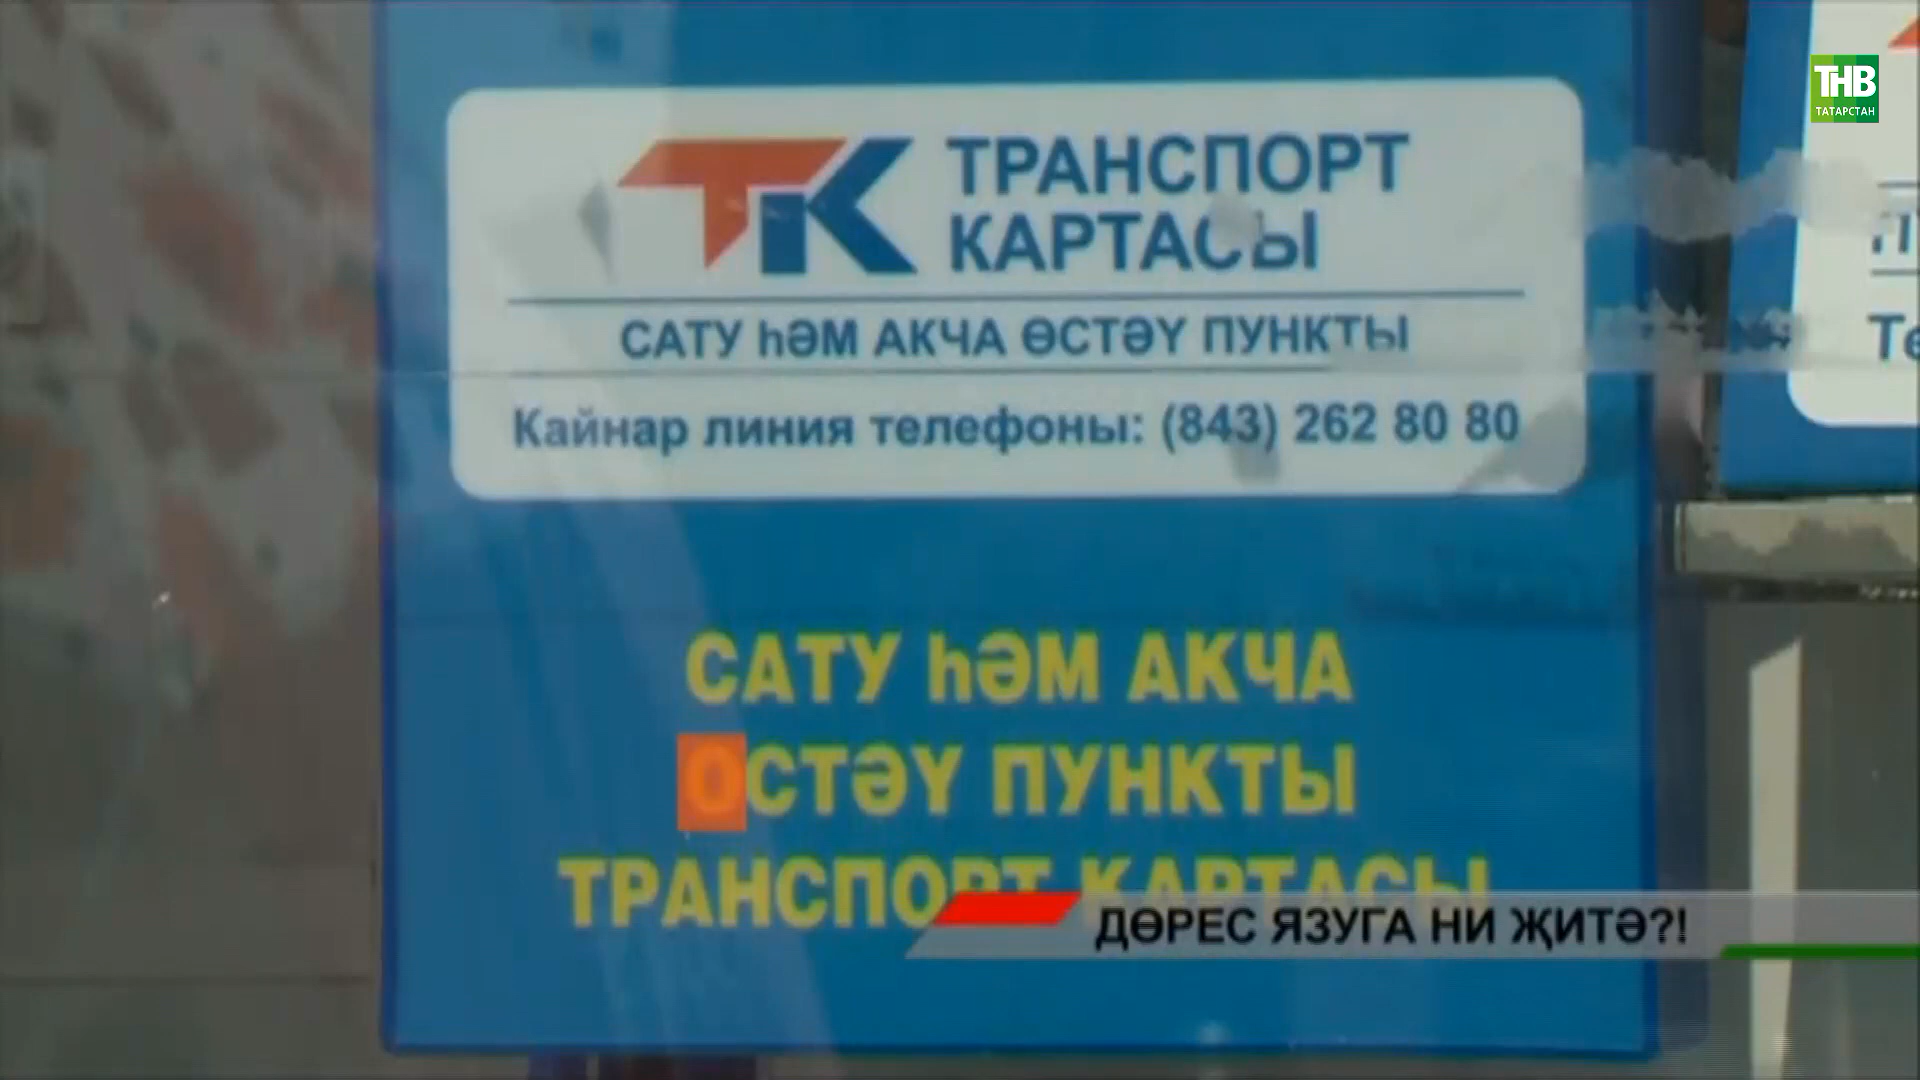 ТНВ
ТАТАРСТАН
ТК ТРАНСПОРТ
КАРТАСЫ
САТУ һӘМ АКЧА ӨСТӘҮ ПУНКТЫ
Кайнар линия телефоны: (843) 262 80 80
САТУ һӘМ АКЧА
ОСТӘҮ ПУНКТЫ
ТРАНСПОРТ КАРТАСЫ
ДӨРЕС ЯЗУГА НИ ҖИТӘ?!